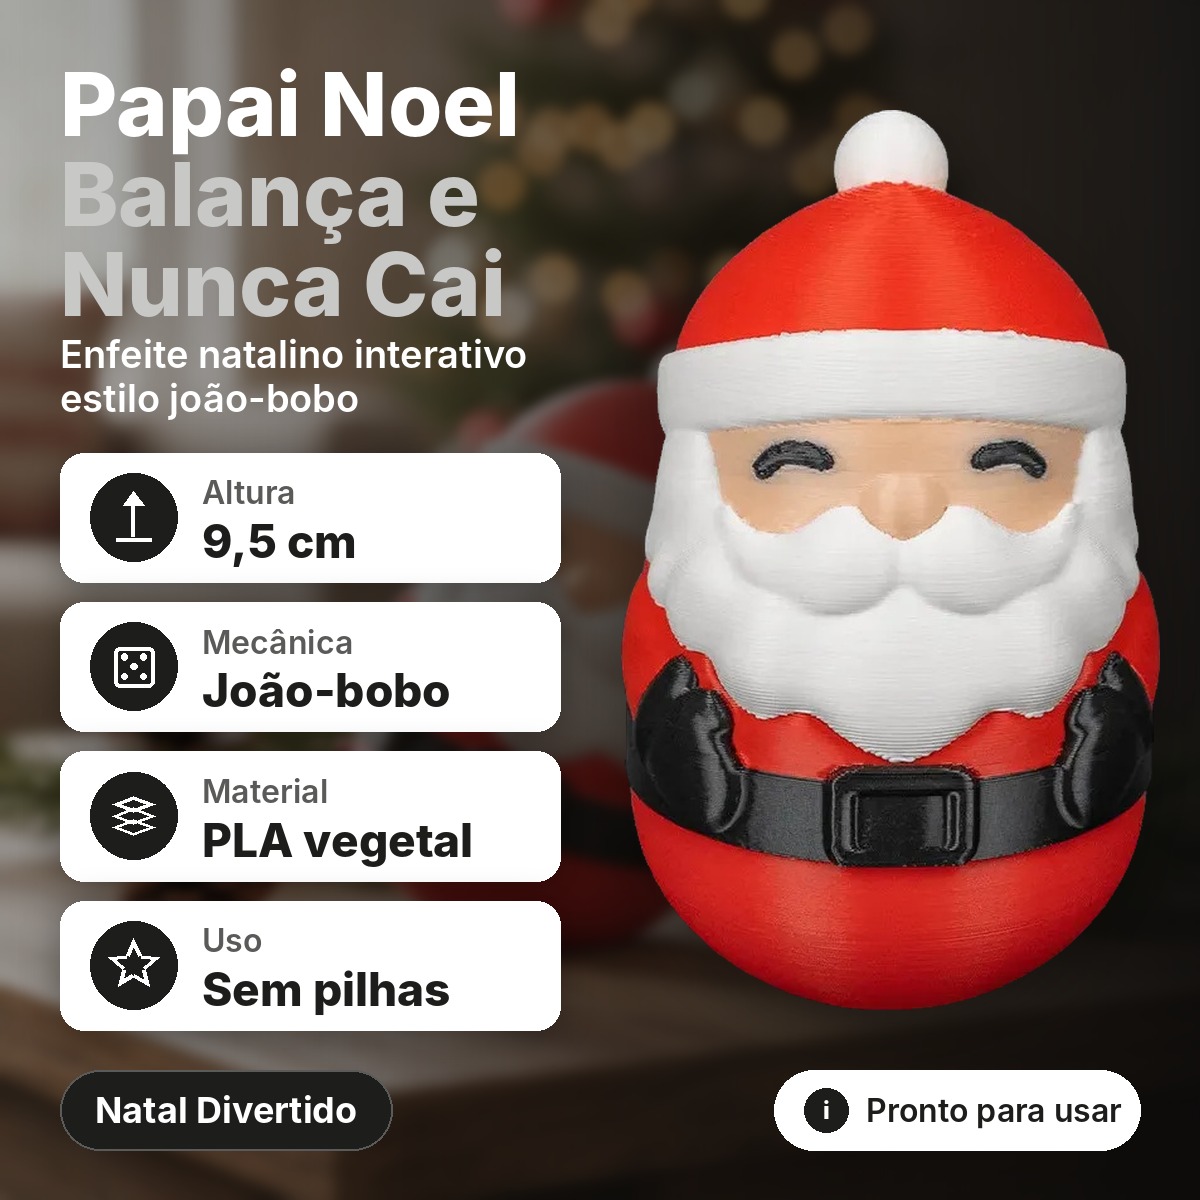 Papai Noel
Balança e
Nunca Cai
Enfeite natalino interativo
estilo joão-bobo
Altura
9,5 cm
Mecânica
João-bobo
Material
PLA vegetal
Uso
Sem pilhas
Natal Divertido
i Pronto para usar